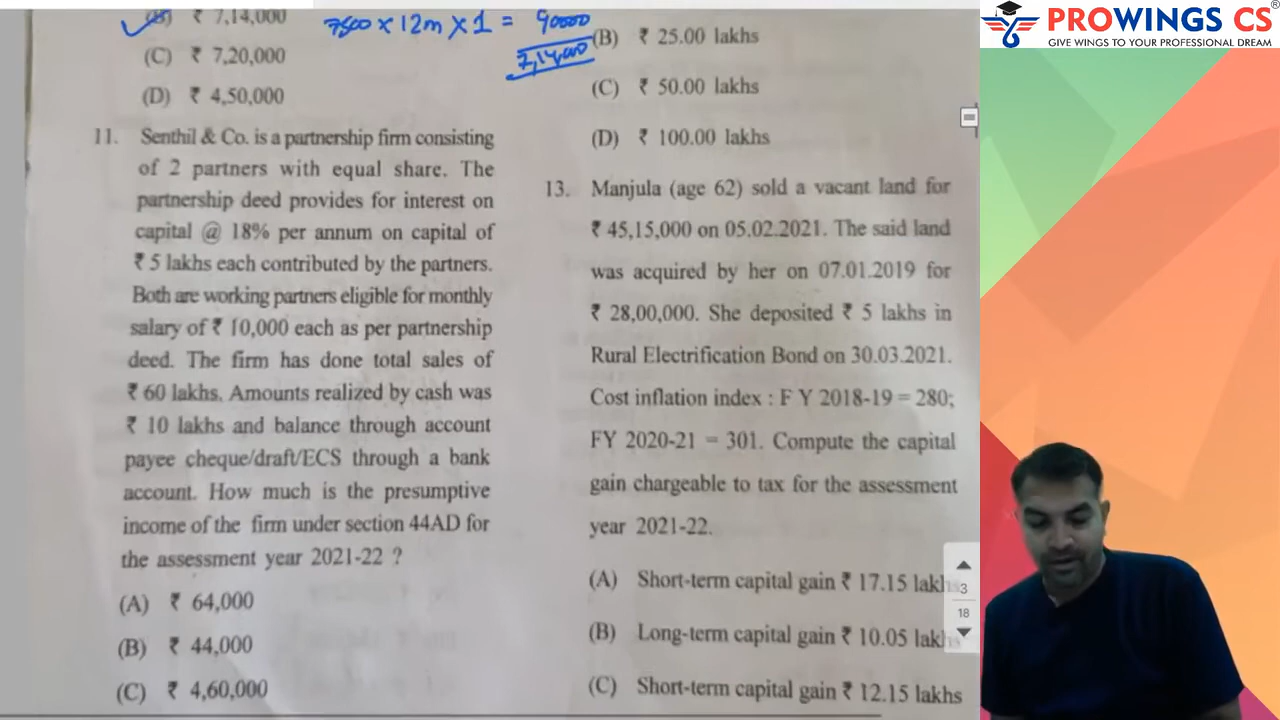 (B) ₹ 7,14,000
7500 × 12m × 1 = 90000
7,14,000
(C) ₹ 7,20,000
(D) ₹ 4,50,000
11. Senthil & Co. is a partnership firm consisting
of 2 partners with equal share. The
partnership deed provides for interest on
capital @ 18% per annum on capital of
₹ 5 lakhs each contributed by the partners.
Both are working partners eligible for monthly
salary of ₹ 10,000 each as per partnership
deed. The firm has done total sales of
₹ 60 lakhs. Amounts realized by cash was
₹ 10 lakhs and balance through account
payee cheque/draft/ECS through a bank
account. How much is the presumptive
income of the firm under section 44AD for
the assessment year 2021-22 ?
(A) ₹ 64,000
(B) ₹ 44,000
(C) ₹ 4,60,000
(B) ₹ 25.00 lakhs
(C) ₹ 50.00 lakhs
(D) ₹ 100.00 lakhs
13. Manjula (age 62) sold a vacant land for
₹ 45,15,000 on 05.02.2021. The said land
was acquired by her on 07.01.2019 for
₹ 28,00,000. She deposited ₹ 5 lakhs in
Rural Electrification Bond on 30.03.2021.
Cost inflation index : F Y 2018-19 = 280;
FY 2020-21 = 301. Compute the capital
gain chargeable to tax for the assessment
year 2021-22.
(A) Short-term capital gain ₹ 17.15 lakhs
(B) Long-term capital gain ₹ 10.05 lakhs
(C) Short-term capital gain ₹ 12.15 lakhs
3
18
PROWINGS CS
GIVE WINGS TO YOUR PROFESSIONAL DREAM